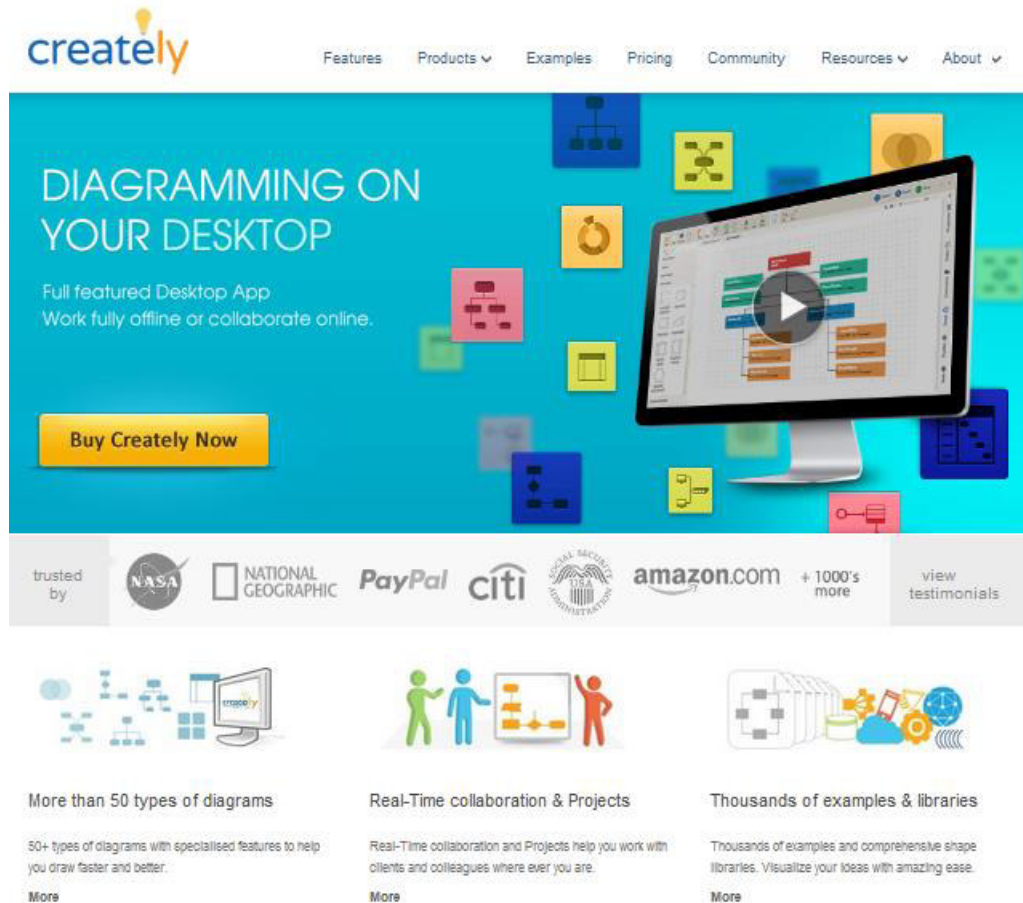 creately
Features Products Examples Pricing Community Resources About
DIAGRAMMING ON
YOUR DESKTOP
Full featured Desktop App
Work fully offline or collaborate online.
Buy Creately Now
trusted
by
NASA
NATIONAL
GEOGRAPHIC
PayPal
citi
SOCIAL SECURITY
ADMINISTRATION
USA
amazon.com
+ 1000's
more
view
testimonials
creately
More than 50 types of diagrams
50+ types of diagrams with specialised features to help
you draw faster and better.
More
Real-Time collaboration & Projects
Real-Time collaboration and Projects help you work with
clients and colleagues where ever you are.
More
Thousands of examples & libraries
Thousands of examples and comprehensive shape
libraries. Visualize your ideas with amazing ease.
More